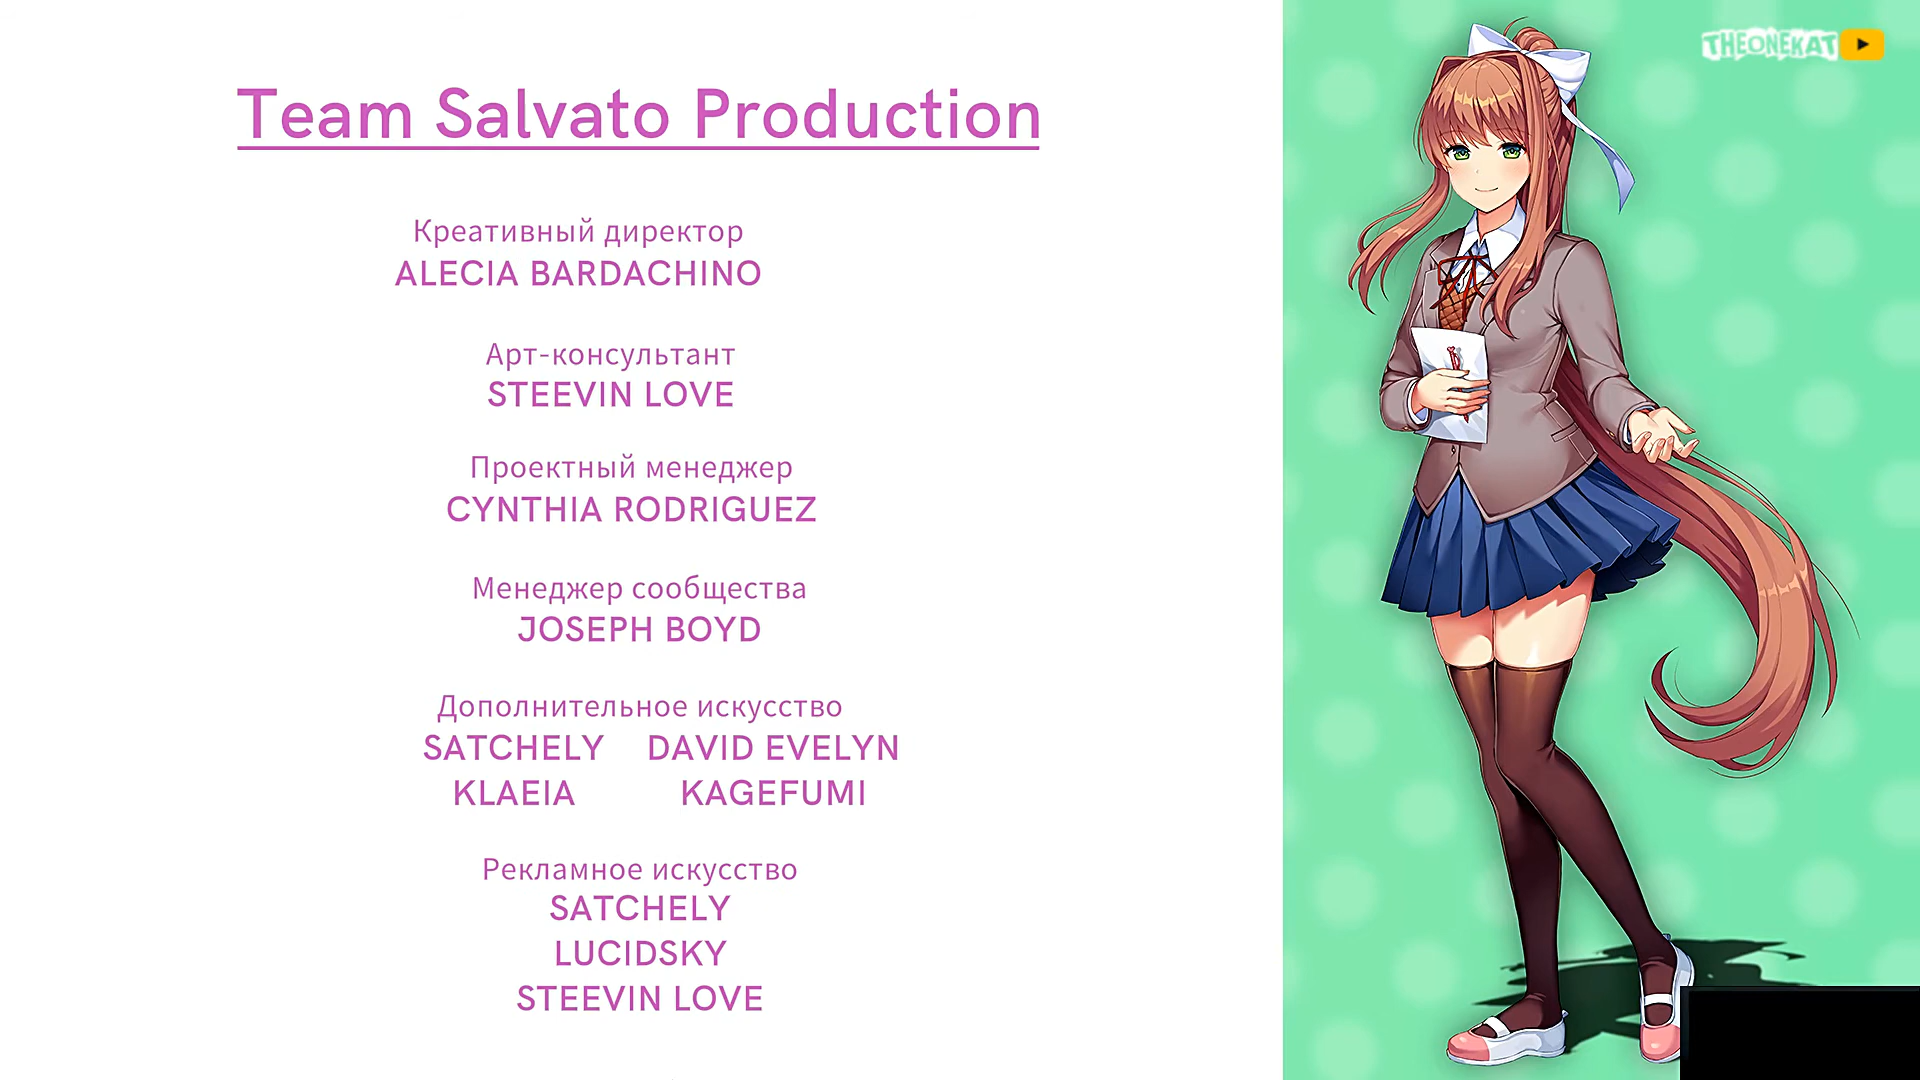 Team Salvato Production
Креативный директор
ALECIA BARDACHINO
Арт-консультант
STEEVIN LOVE
Проектный менеджер
CYNTHIA RODRIGUEZ
Менеджер сообщества
JOSEPH BOYD
Дополнительное искусство
SATCHELY DAVID EVELYN
KLAEIA KAGEFUMI
Рекламное искусство
SATCHELY
LUCIDSKY
STEEVIN LOVE
THEONEKAT